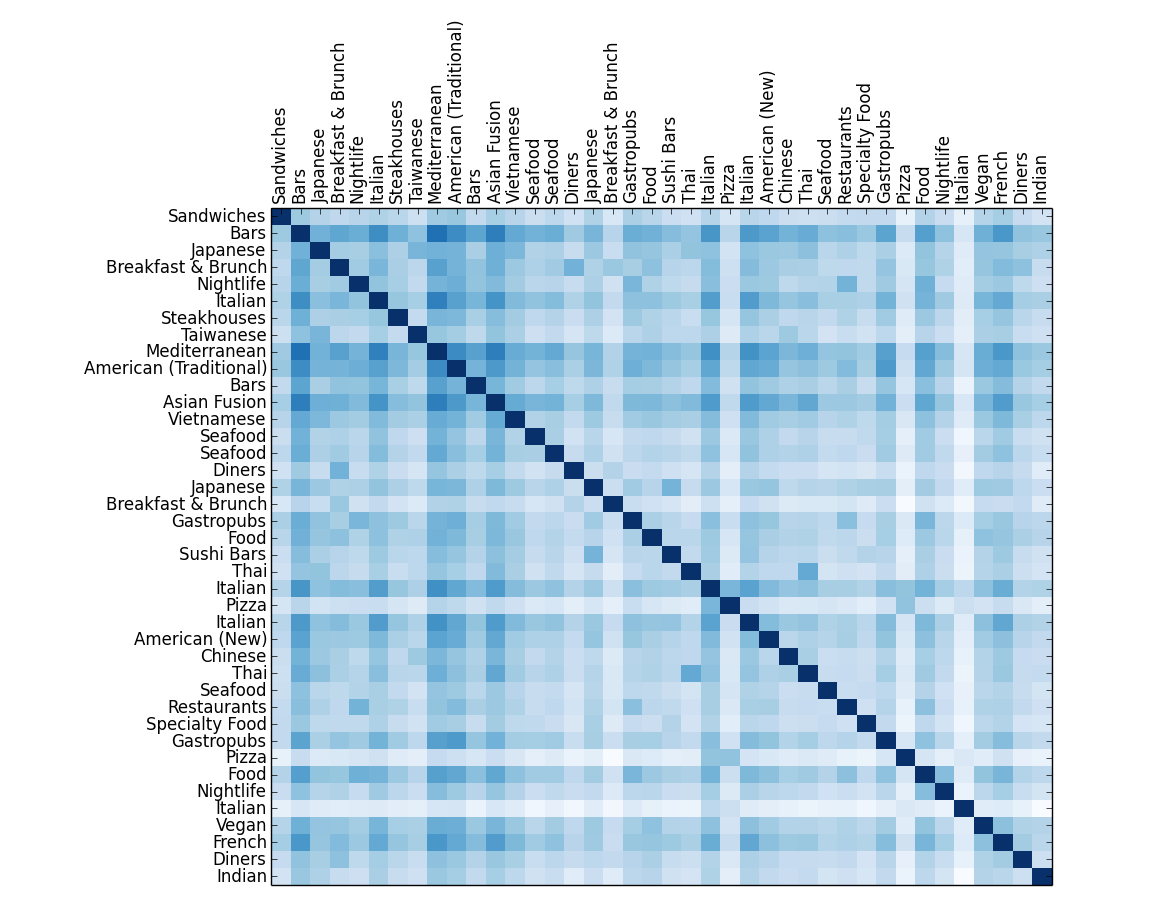 Sandwiches
Bars
Japanese
Breakfast & Brunch
Nightlife
Italian
Steakhouses
Taiwanese
Mediterranean
American (Traditional)
Bars
Asian Fusion
Vietnamese
Seafood
Seafood
Diners
Japanese
Breakfast & Brunch
Gastropubs
Food
Sushi Bars
Thai
Italian
Pizza
Italian
American (New)
Chinese
Thai
Seafood
Restaurants
Specialty Food
Gastropubs
Pizza
Food
Nightlife
Italian
Vegan
French
Diners
Indian
Sandwiches
Bars
Japanese
Breakfast & Brunch
Nightlife
Italian
Steakhouses
Taiwanese
Mediterranean
American (Traditional)
Bars
Asian Fusion
Vietnamese
Seafood
Seafood
Diners
Japanese
Breakfast & Brunch
Gastropubs
Food
Sushi Bars
Thai
Italian
Pizza
Italian
American (New)
Chinese
Thai
Seafood
Restaurants
Specialty Food
Gastropubs
Pizza
Food
Nightlife
Italian
Vegan
French
Diners
Indian